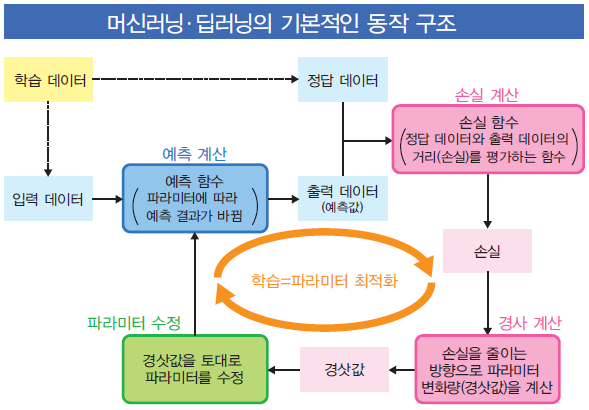 머신러닝·딥러닝의 기본적인 동작 구조
학습 데이터
정답 데이터
손실 계산
손실 함수
(정답 데이터와 출력 데이터의
거리(손실)를 평가하는 함수)
예측 계산
예측 함수
(파라미터에 따라
예측 결과가 바뀜)
입력 데이터
출력 데이터
(예측값)
손실
학습=파라미터 최적화
파라미터 수정
경사 계산
경삿값을 토대로
파라미터를 수정
경삿값
손실을 줄이는
방향으로 파라미터
변화량(경삿값)을 계산